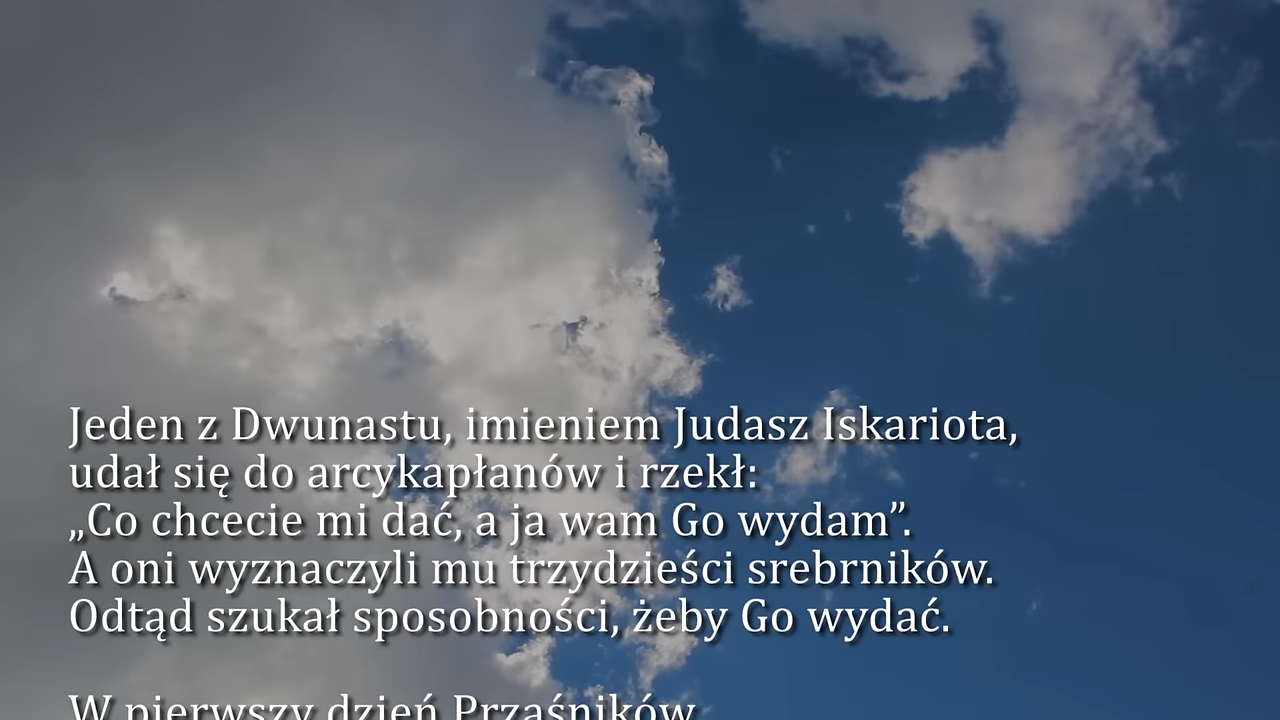 Jeden z Dwunastu, imieniem Judasz Iskariota,
udał się do arcykapłanów i rzekł:
„Co chcecie mi dać, a ja wam Go wydam”.
A oni wyznaczyli mu trzydzieści srebrników.
Odtąd szukał sposobności, żeby Go wydać.
W pierwszy dzień Przaśników